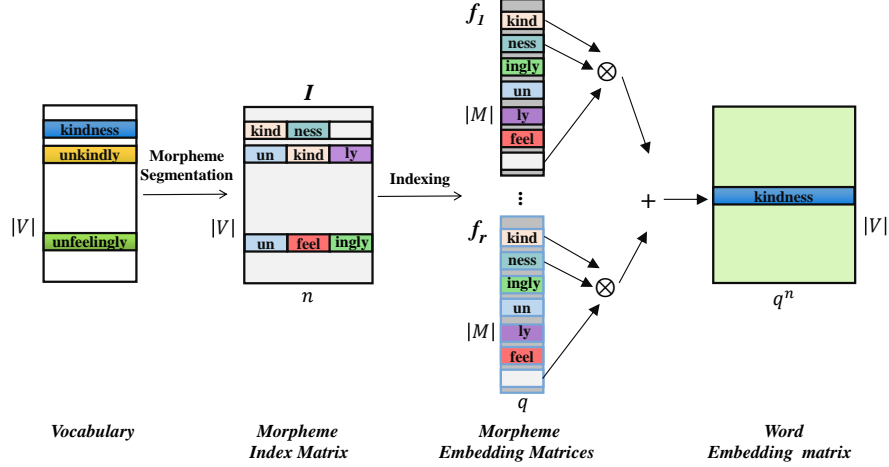 kindness
unkindly
unfeelingly
|V|
Vocabulary
Morpheme
Segmentation
I
kind ness
un kind ly
un feel ingly
|V|
n
Morpheme
Index Matrix
Indexing
f1
kind
ness
ingly
un
ly
feel
|M|
...
fr
kind
ness
ingly
un
ly
feel
|M|
q
Morpheme
Embedding Matrices
⊗
⊗
+
kindness
|V|
qⁿ
Word
Embedding matrix